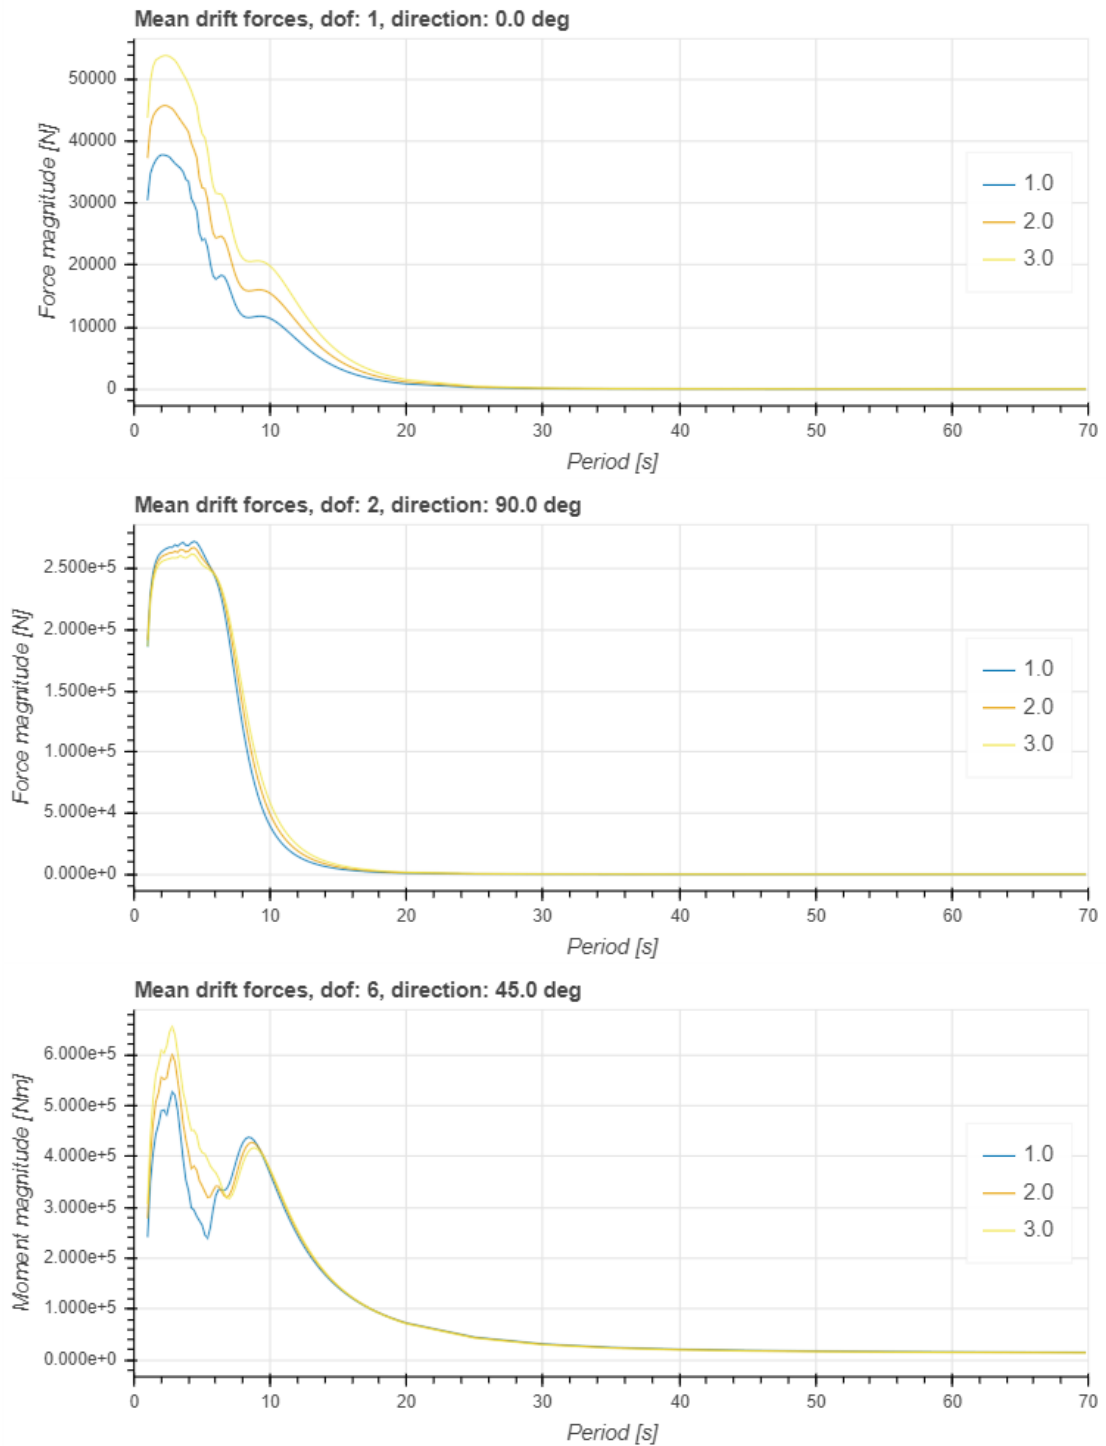 Mean drift forces, dof: 1, direction: 0.0 deg
Force magnitude [N]
50000
40000
30000
20000
10000
0
1.0
2.0
3.0
0 10 20 30 40 50 60 70
Period [s]
Mean drift forces, dof: 2, direction: 90.0 deg
Force magnitude [N]
2.500e+5
2.000e+5
1.500e+5
1.000e+5
5.000e+4
0.000e+0
1.0
2.0
3.0
0 10 20 30 40 50 60 70
Period [s]
Mean drift forces, dof: 6, direction: 45.0 deg
Moment magnitude [Nm]
6.000e+5
5.000e+5
4.000e+5
3.000e+5
2.000e+5
1.000e+5
0.000e+0
1.0
2.0
3.0
0 10 20 30 40 50 60 70
Period [s]